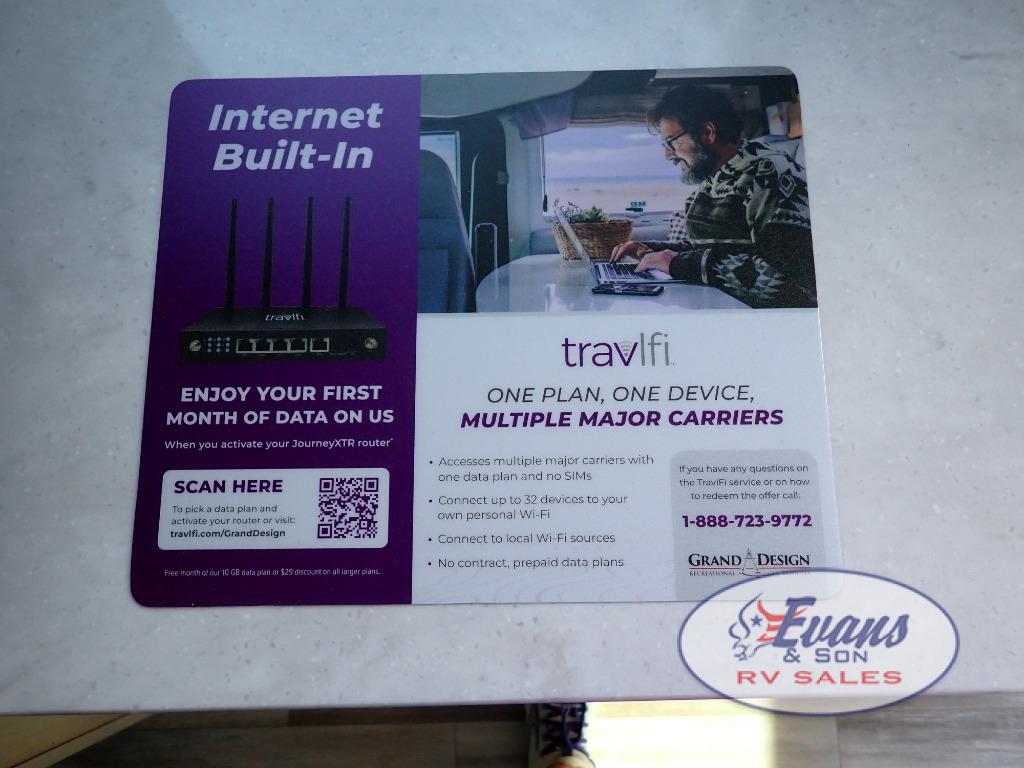 Internet
Built-In
travlfi
ENJOY YOUR FIRST
MONTH OF DATA ON US
When you activate your JourneyXTR router*
SCAN HERE
To pick a data plan and
activate your router or visit:
travlfi.com/GrandDesign
Free month of our 10 GB data plan or $29 discount on all larger plans.
travlfi
ONE PLAN, ONE DEVICE,
MULTIPLE MAJOR CARRIERS
• Accesses multiple major carriers with
one data plan and no SIMs
• Connect up to 32 devices to your
own personal Wi-Fi
• Connect to local Wi-Fi sources
• No contract, prepaid data plans
If you have any questions on
the TravlFi service or on how
to redeem the offer call:
1-888-723-9772
GRAND DESIGN
RECREATIONAL
Evans
& SON
RV SALES